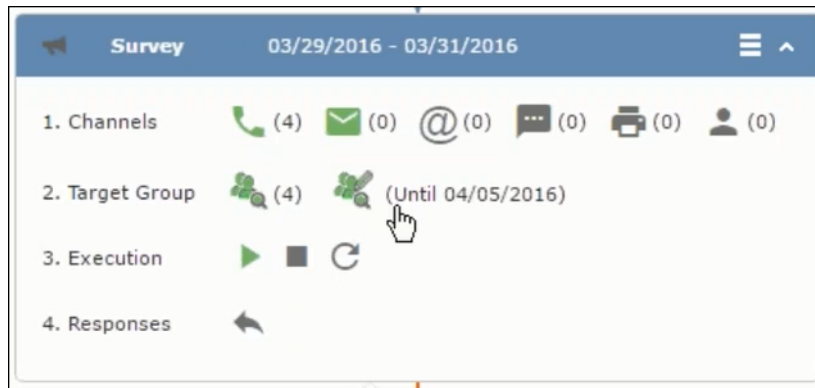 Survey 03/29/2016 - 03/31/2016
1. Channels (4) (0) @ (0) (0) (0) (0)
2. Target Group (4) (Until 04/05/2016)
3. Execution
4. Responses